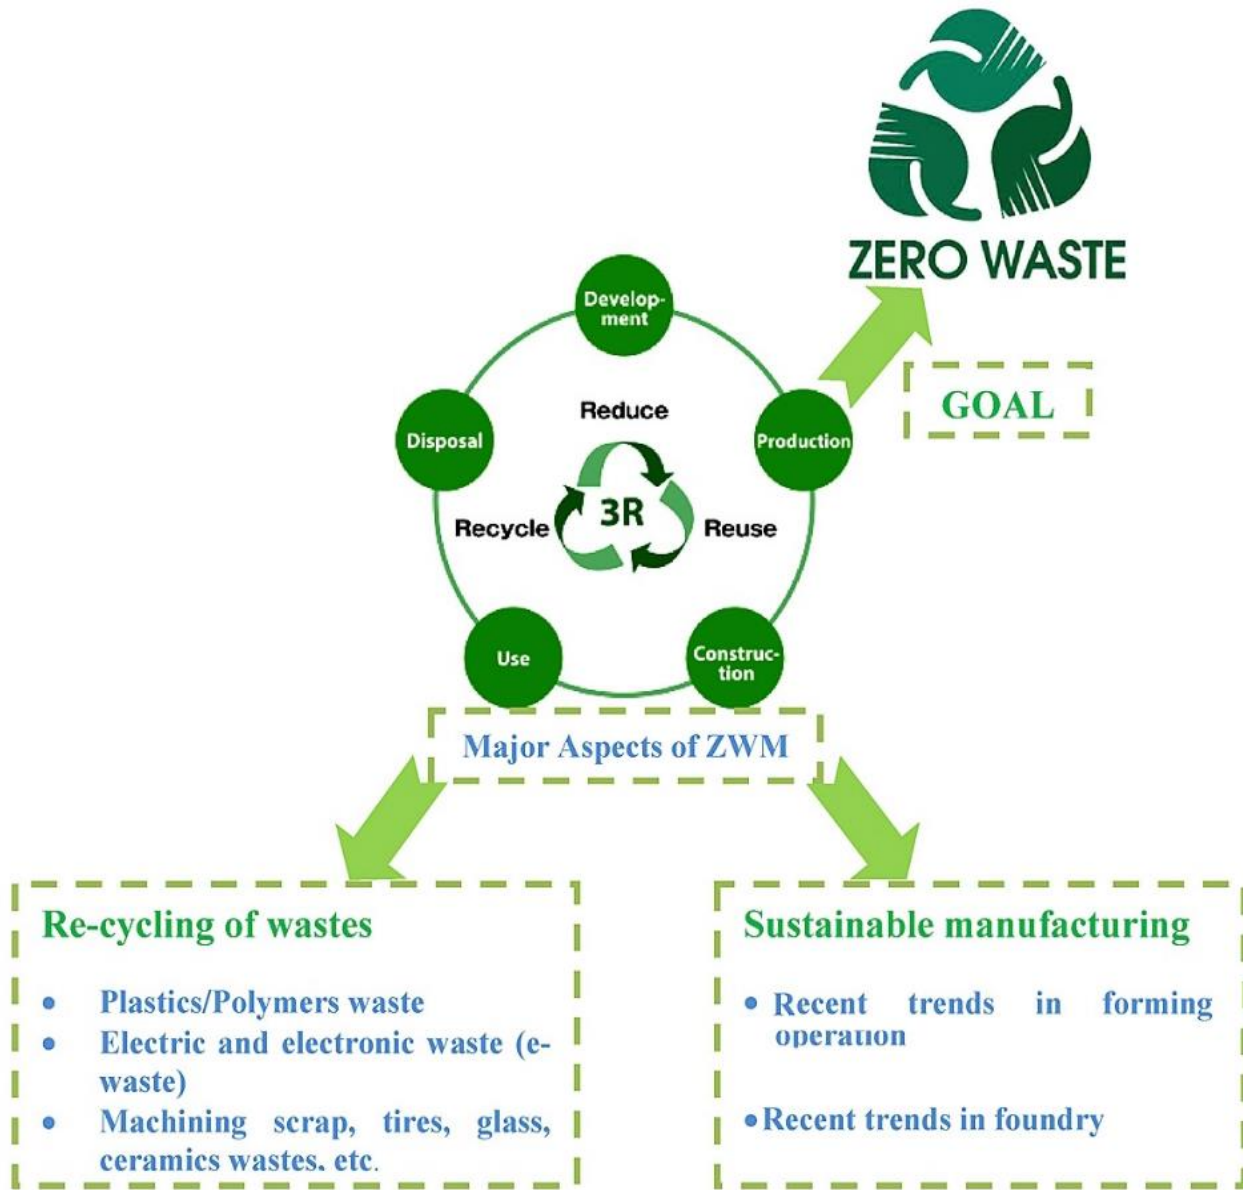 ZERO WASTE
GOAL
Develop-
ment
Disposal
Production
Reduce
3R
Recycle
Reuse
Use
Construc-
tion
Major Aspects of ZWM
Re-cycling of wastes
• Plastics/Polymers waste
• Electric and electronic waste (e-
waste)
• Machining scrap, tires, glass,
ceramics wastes, etc.
Sustainable manufacturing
• Recent trends in forming
operation
• Recent trends in foundry